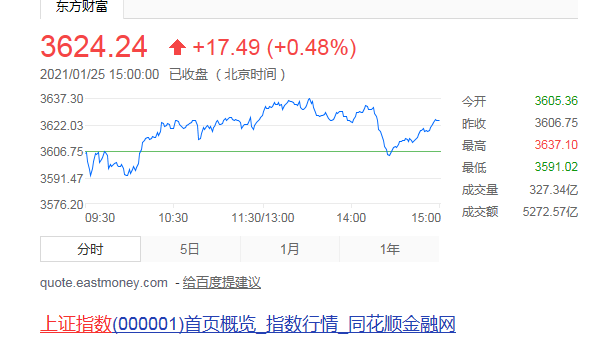 东方财富
3624.24 +17.49 (+0.48%)
2021/01/25 15:00:00 已收盘 (北京时间)
3637.30
3622.03
3606.75
3591.47
3576.20
09:30 10:30 11:30/13:00 14:00 15:00
今开 3605.36
昨收 3606.75
最高 3637.10
最低 3591.02
成交量 327.34亿
成交额 5272.57亿
分时 5日 1月 1年
quote.eastmoney.com - 给百度提建议
上证指数(000001)首页概览_指数行情_同花顺金融网